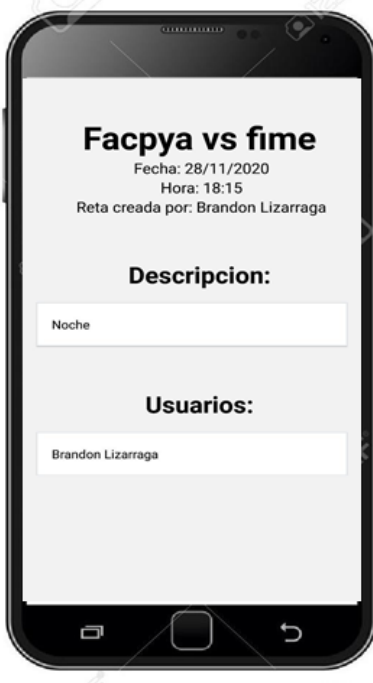 Facpya vs fime
Fecha: 28/11/2020
Hora: 18:15
Reta creada por: Brandon Lizarraga
Descripcion:
Noche
Usuarios:
Brandon Lizarraga